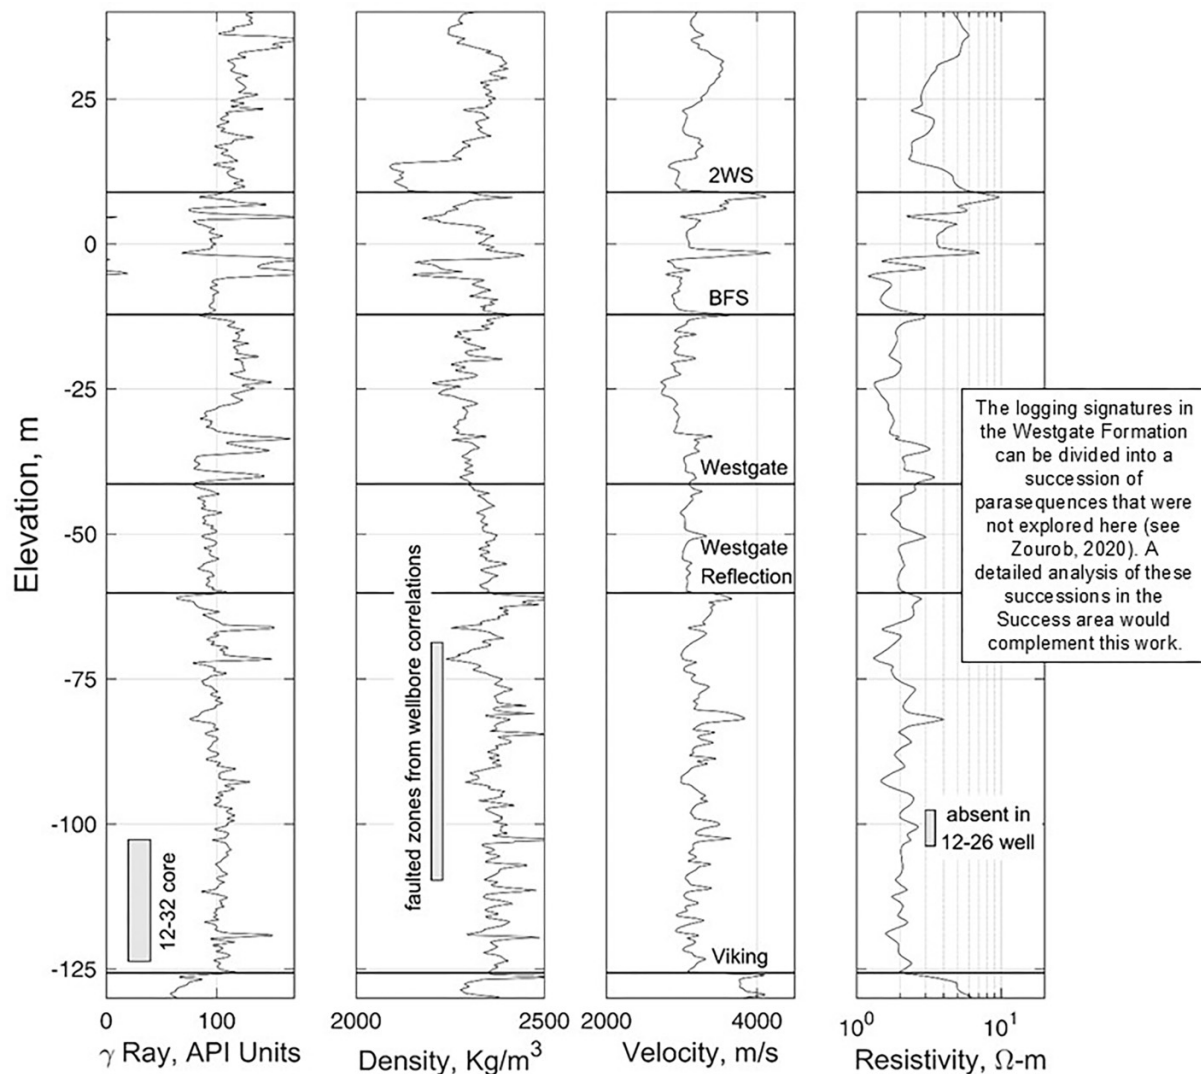 Elevation, m
25
0
-25
-50
-75
-100
-125
12-32 core
0
100
γ Ray, API Units
faulted zones from wellbore correlations
2000
2500
Density, Kg/m³
2WS
BFS
Westgate
Westgate
Reflection
Viking
2000
4000
Velocity, m/s
The logging signatures in
the Westgate Formation
can be divided into a
succession of
parasequences that were
not explored here (see
Zourob, 2020). A
detailed analysis of these
successions in the
Success area would
complement this work.
absent in
12-26 well
10⁰
10¹
Resistivity, Ω-m